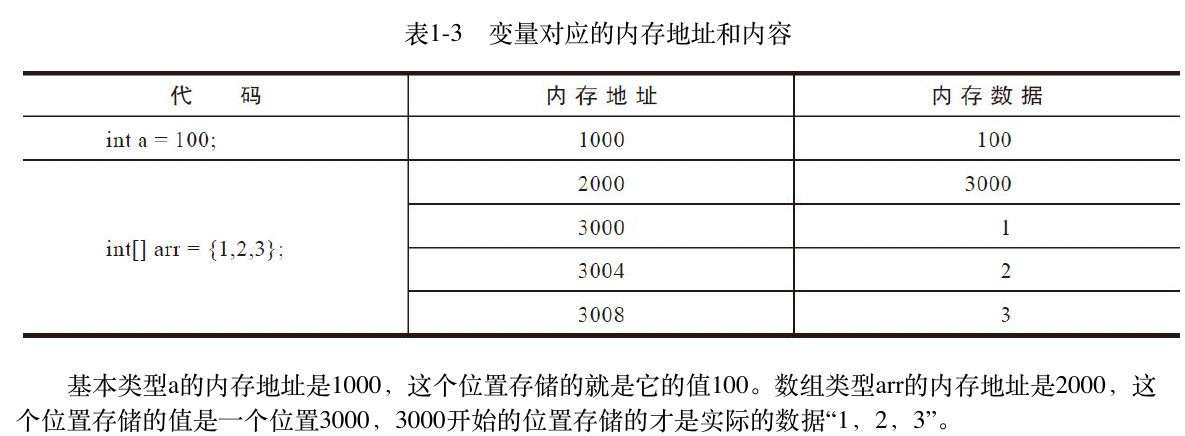 表1-3 变量对应的内存地址和内容
代 码 内存地址 内存数据
int a = 100; 1000 100
2000 3000
3000 1
int[] arr = {1,2,3};
3004 2
3008 3
基本类型a的内存地址是1000，这个位置存储的就是它的值100。数组类型arr的内存地址是2000，这
个位置存储的值是一个位置3000，3000开始的位置存储的才是实际的数据“1，2，3”。